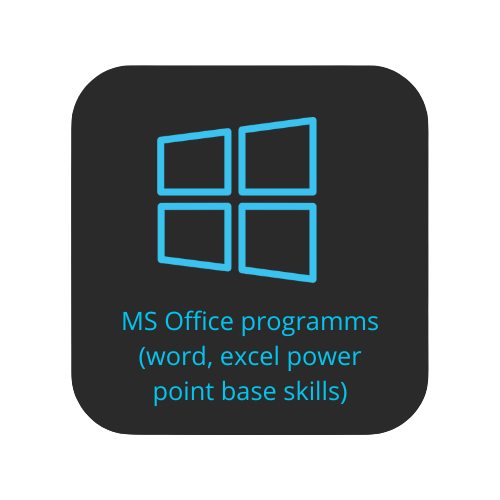 MS Office programms
(word, excel power
point base skills)